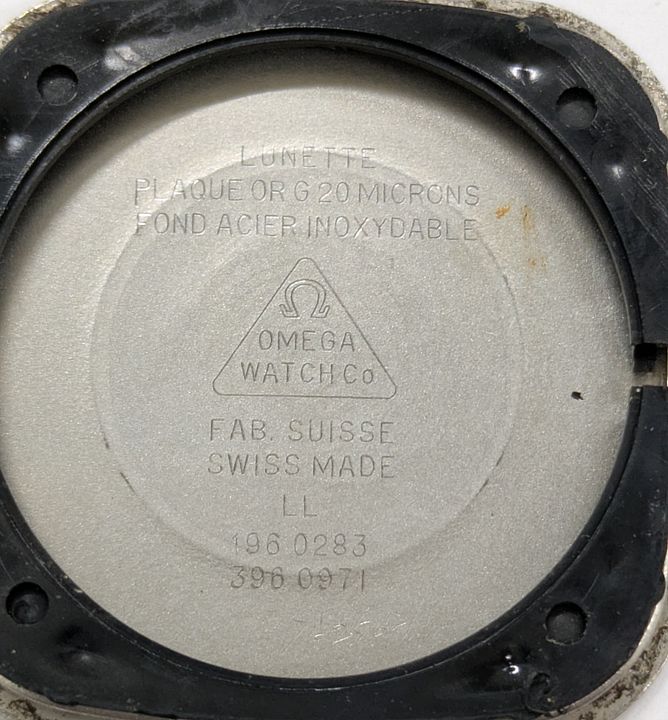 LUNETTE
PLAQUE OR G 20 MICRONS
FOND ACIER INOXYDABLE
Ω
OMEGA
WATCH Co
FAB. SUISSE
SWISS MADE
LL
196 0283
396 0971